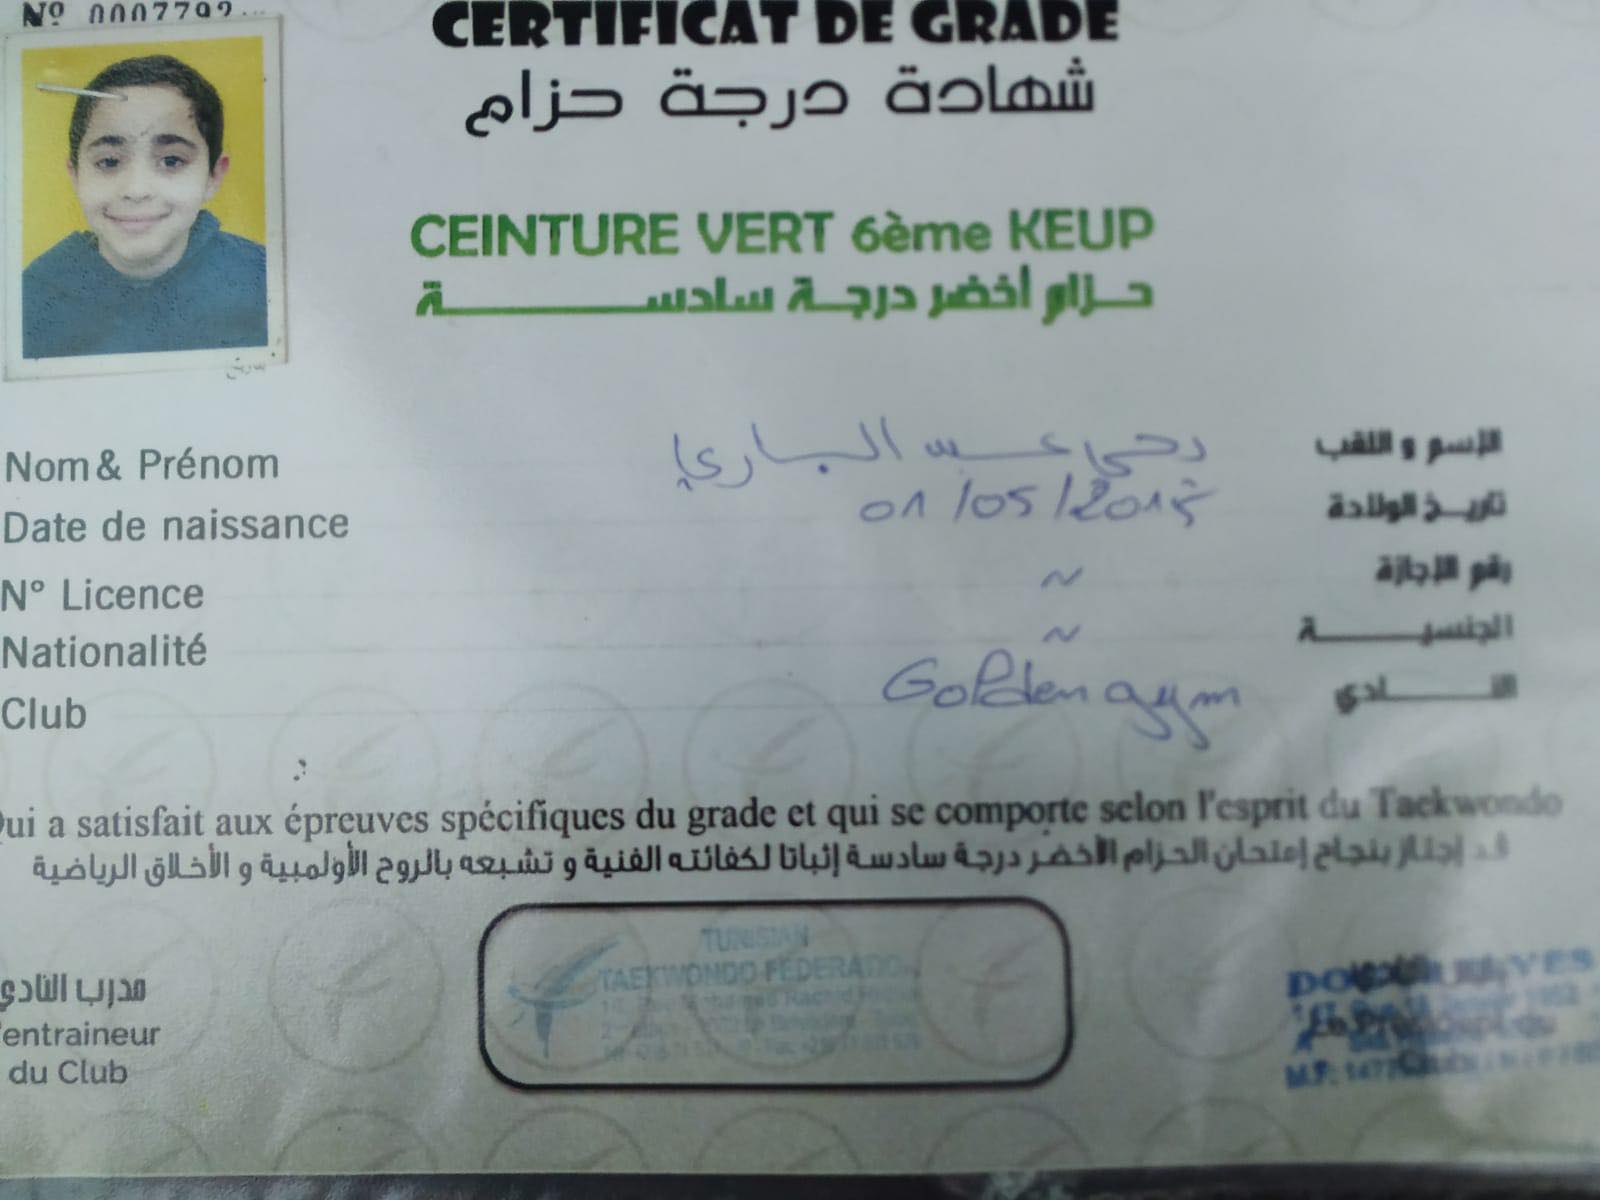 Nº 0007792
CERTIFICAT DE GRADE
شهادة درجة حزام
CEINTURE VERT 6ème KEUP
حزام أخضر درجة سادسة
Nom & Prénom عبد الباري الإسم و اللقب
Date de naissance 01/05/ تاريخ الولادة
N° Licence ~ رقم الإجازة
Nationalité ~ الجنسية
Club Golden gym النادي
Qui a satisfait aux épreuves spécifiques du grade et qui se comporte selon l'esprit du Taekwondo
قد إجتاز بنجاح إمتحان الحزام الأخضر درجة سادسة إثباتا لكفائته الفنية و تشبعه بالروح الأولمبية و الأخلاق الرياضية
مدرب النادي
l'entraineur
du Club
TUNISIAN
TAEKWONDO FEDERATION